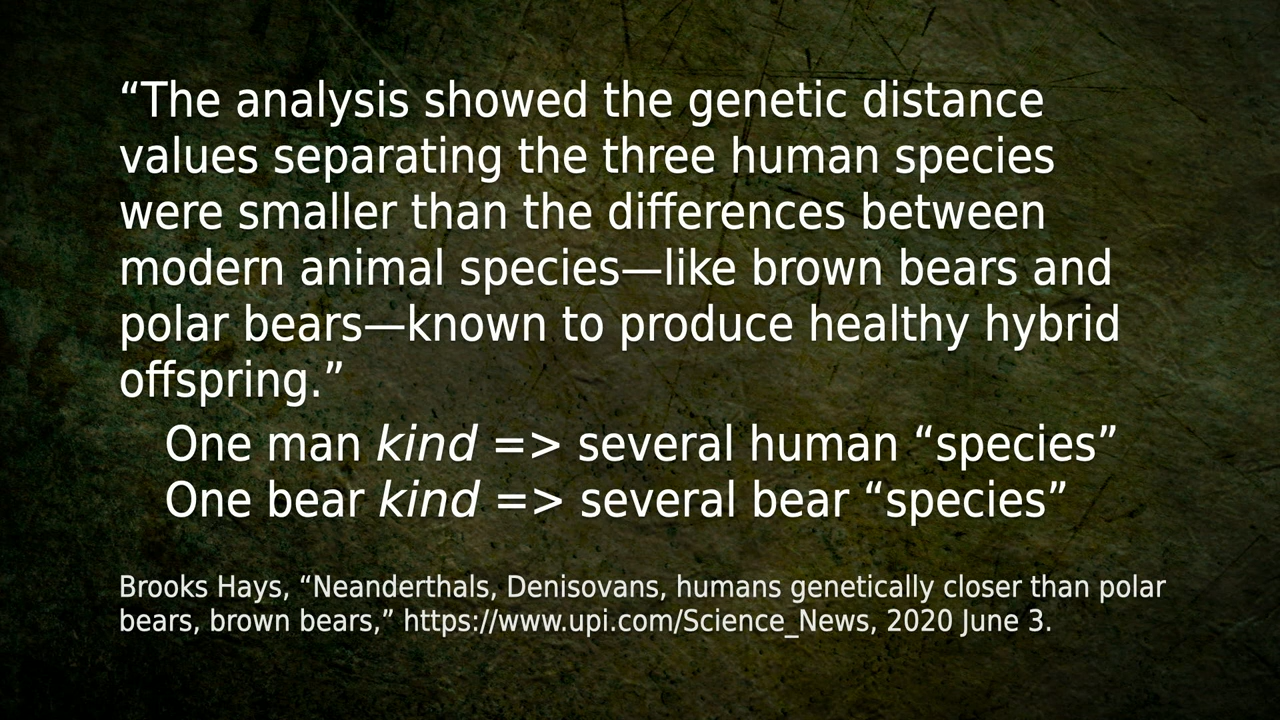 “The analysis showed the genetic distance
values separating the three human species
were smaller than the differences between
modern animal species—like brown bears and
polar bears—known to produce healthy hybrid
offspring.”
One man kind => several human “species”
One bear kind => several bear “species”
Brooks Hays, “Neanderthals, Denisovans, humans genetically closer than polar
bears, brown bears,” https://www.upi.com/Science_News, 2020 June 3.